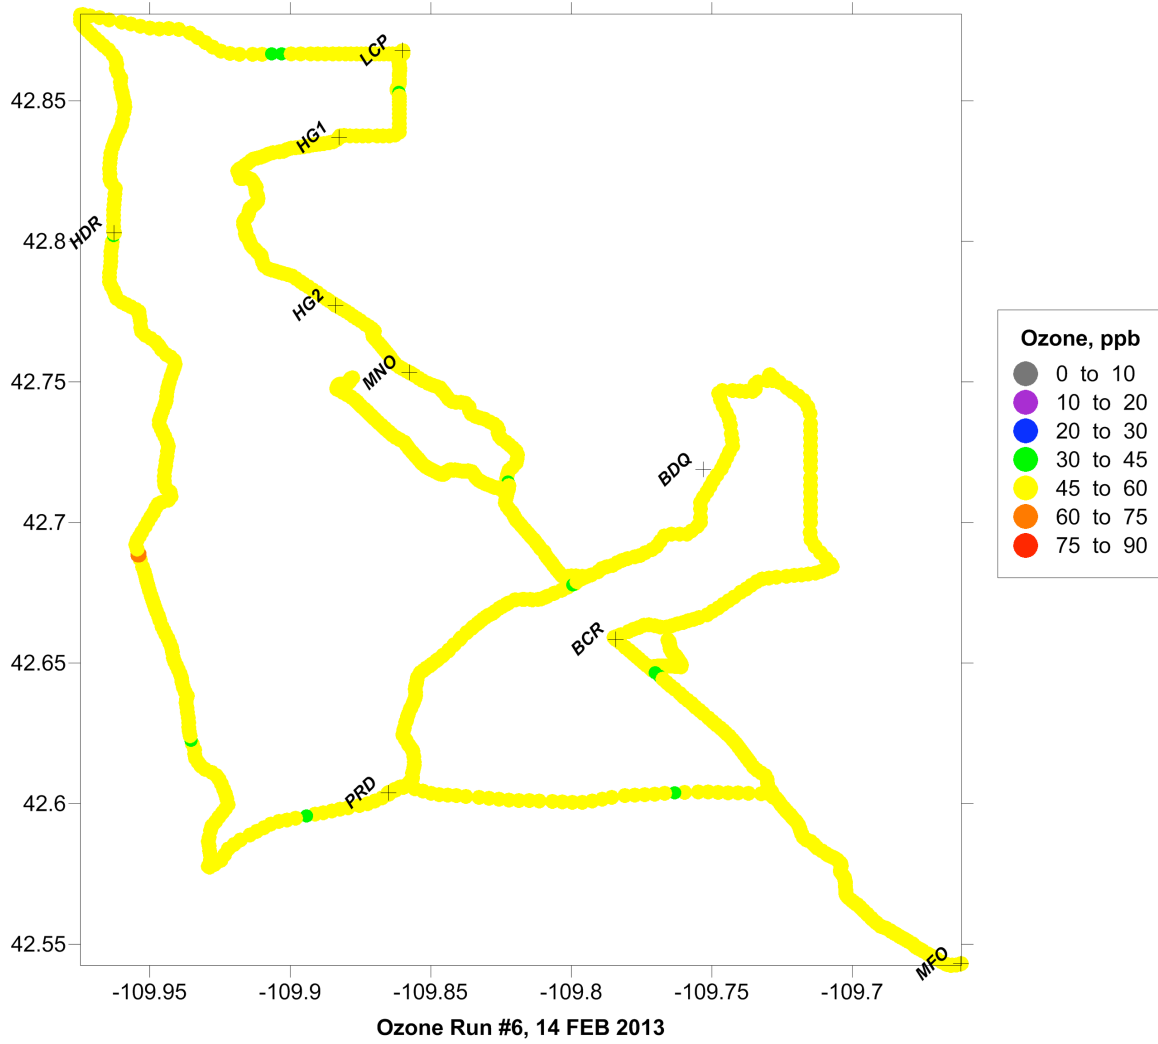 LCP
42.85
HG1
HDR
42.8
HG2
Ozone, ppb
MNO
0 to 10
42.75
10 to 20
20 to 30
BDQ
30 to 45
45 to 60
42.7
60 to 75
75 to 90
BCR
42.65
PRD
42.6
42.55
MFO
-109.95 -109.9 -109.85 -109.8 -109.75 -109.7
Ozone Run #6, 14 FEB 2013